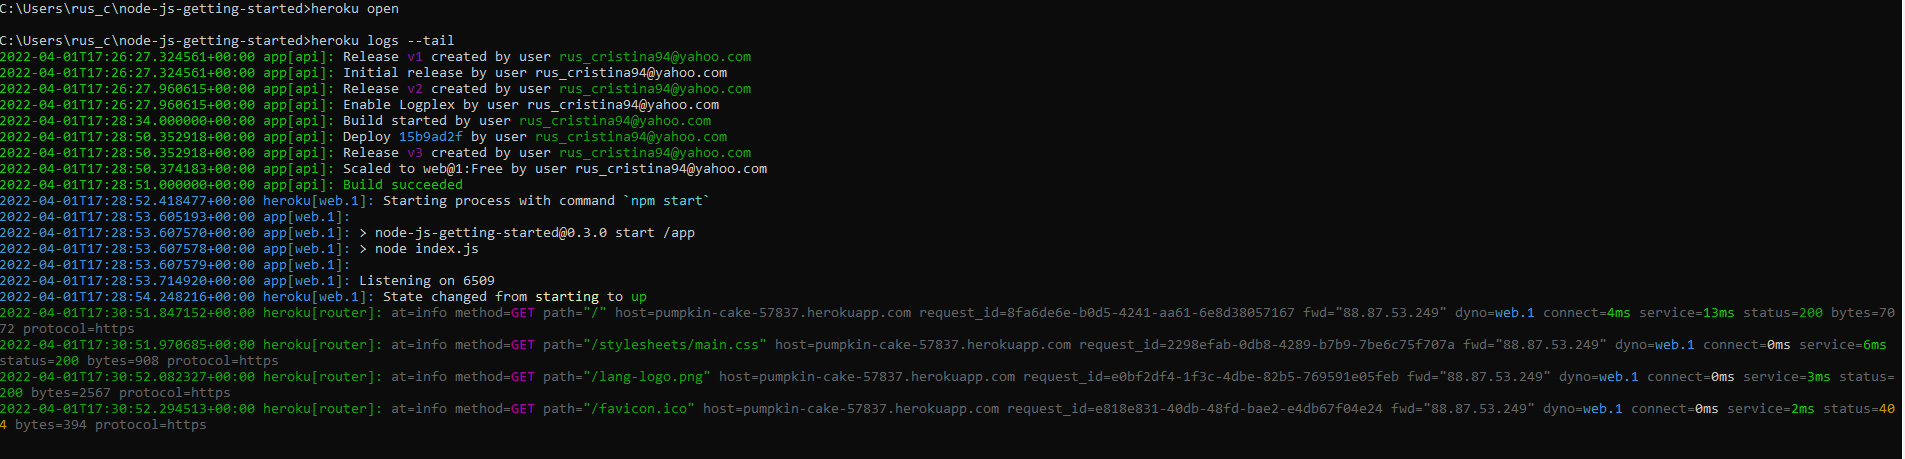 C:\Users\rus_c\node-js-getting-started>heroku open
C:\Users\rus_c\node-js-getting-started>heroku logs --tail
2022-04-01T17:26:27.324561+00:00 app[api]: Release v1 created by user rus_cristina94@yahoo.com
2022-04-01T17:26:27.324561+00:00 app[api]: Initial release by user rus_cristina94@yahoo.com
2022-04-01T17:26:27.960615+00:00 app[api]: Release v2 created by user rus_cristina94@yahoo.com
2022-04-01T17:26:27.960615+00:00 app[api]: Enable Logplex by user rus_cristina94@yahoo.com
2022-04-01T17:28:34.000000+00:00 app[api]: Build started by user rus_cristina94@yahoo.com
2022-04-01T17:28:50.352918+00:00 app[api]: Deploy 15b9ad2f by user rus_cristina94@yahoo.com
2022-04-01T17:28:50.352918+00:00 app[api]: Release v3 created by user rus_cristina94@yahoo.com
2022-04-01T17:28:50.374183+00:00 app[api]: Scaled to web@1:Free by user rus_cristina94@yahoo.com
2022-04-01T17:28:51.000000+00:00 app[api]: Build succeeded
2022-04-01T17:28:52.418477+00:00 heroku[web.1]: Starting process with command `npm start`
2022-04-01T17:28:53.605193+00:00 app[web.1]:
2022-04-01T17:28:53.607570+00:00 app[web.1]: > node-js-getting-started@0.3.0 start /app
2022-04-01T17:28:53.607578+00:00 app[web.1]: > node index.js
2022-04-01T17:28:53.607579+00:00 app[web.1]:
2022-04-01T17:28:53.714920+00:00 app[web.1]: Listening on 6509
2022-04-01T17:28:54.248216+00:00 heroku[web.1]: State changed from starting to up
2022-04-01T17:30:51.847152+00:00 heroku[router]: at=info method=GET path="/" host=pumpkin-cake-57837.herokuapp.com request_id=8fa6de6e-b0d5-4241-aa61-6e8d38057167 fwd="88.87.53.249" dyno=web.1 connect=4ms service=13ms status=200 bytes=70
72 protocol=https
2022-04-01T17:30:51.970685+00:00 heroku[router]: at=info method=GET path="/stylesheets/main.css" host=pumpkin-cake-57837.herokuapp.com request_id=2298efab-0db8-4289-b7b9-7be6c75f707a fwd="88.87.53.249" dyno=web.1 connect=0ms service=6ms
status=200 bytes=908 protocol=https
2022-04-01T17:30:52.082327+00:00 heroku[router]: at=info method=GET path="/lang-logo.png" host=pumpkin-cake-57837.herokuapp.com request_id=e0bf2df4-1f3c-4dbe-82b5-769591e05feb fwd="88.87.53.249" dyno=web.1 connect=0ms service=3ms status=
200 bytes=2567 protocol=https
2022-04-01T17:30:52.294513+00:00 heroku[router]: at=info method=GET path="/favicon.ico" host=pumpkin-cake-57837.herokuapp.com request_id=e818e831-40db-48fd-bae2-e4db67f04e24 fwd="88.87.53.249" dyno=web.1 connect=0ms service=2ms status=40
4 bytes=394 protocol=https